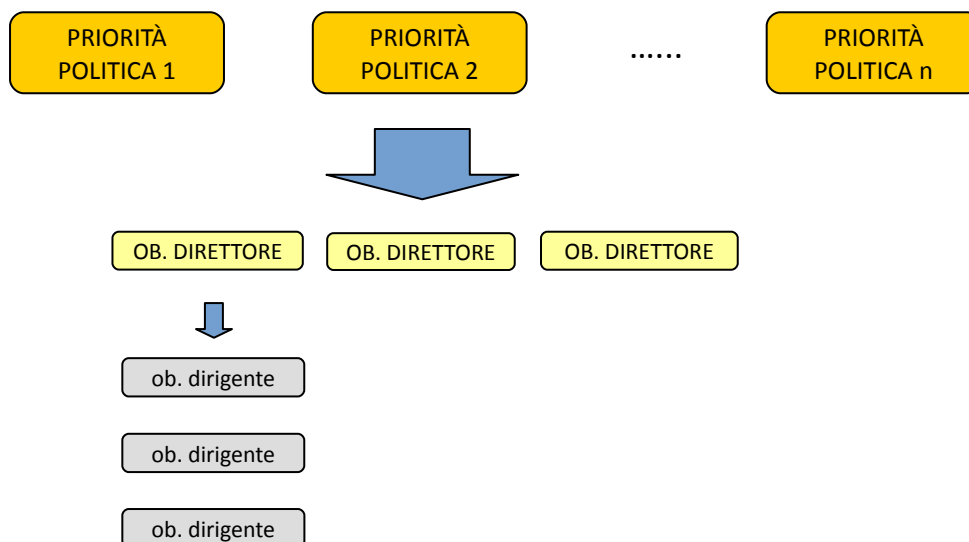 PRIORITÀ
POLITICA 1
PRIORITÀ
POLITICA 2
......
PRIORITÀ
POLITICA n
OB. DIRETTORE
OB. DIRETTORE
OB. DIRETTORE
ob. dirigente
ob. dirigente
ob. dirigente